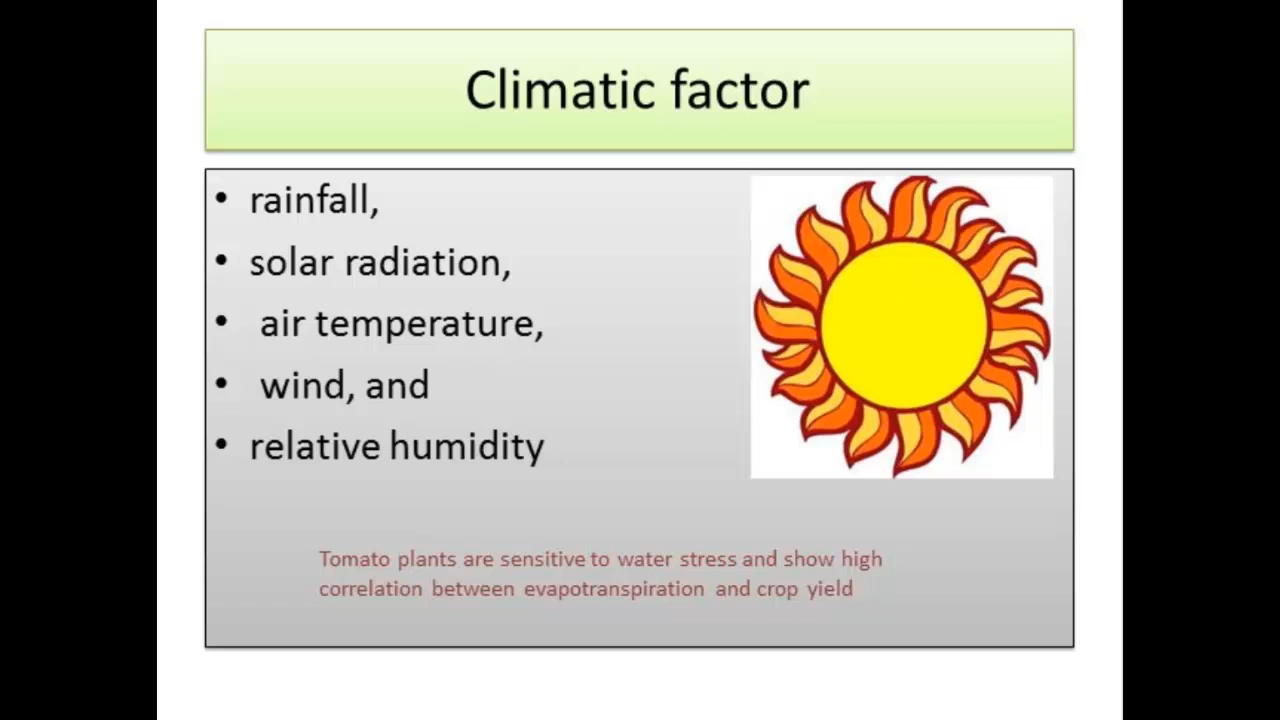 Climatic factor
• rainfall,
• solar radiation,
• air temperature,
• wind, and
• relative humidity
Tomato plants are sensitive to water stress and show high
correlation between evapotranspiration and crop yield